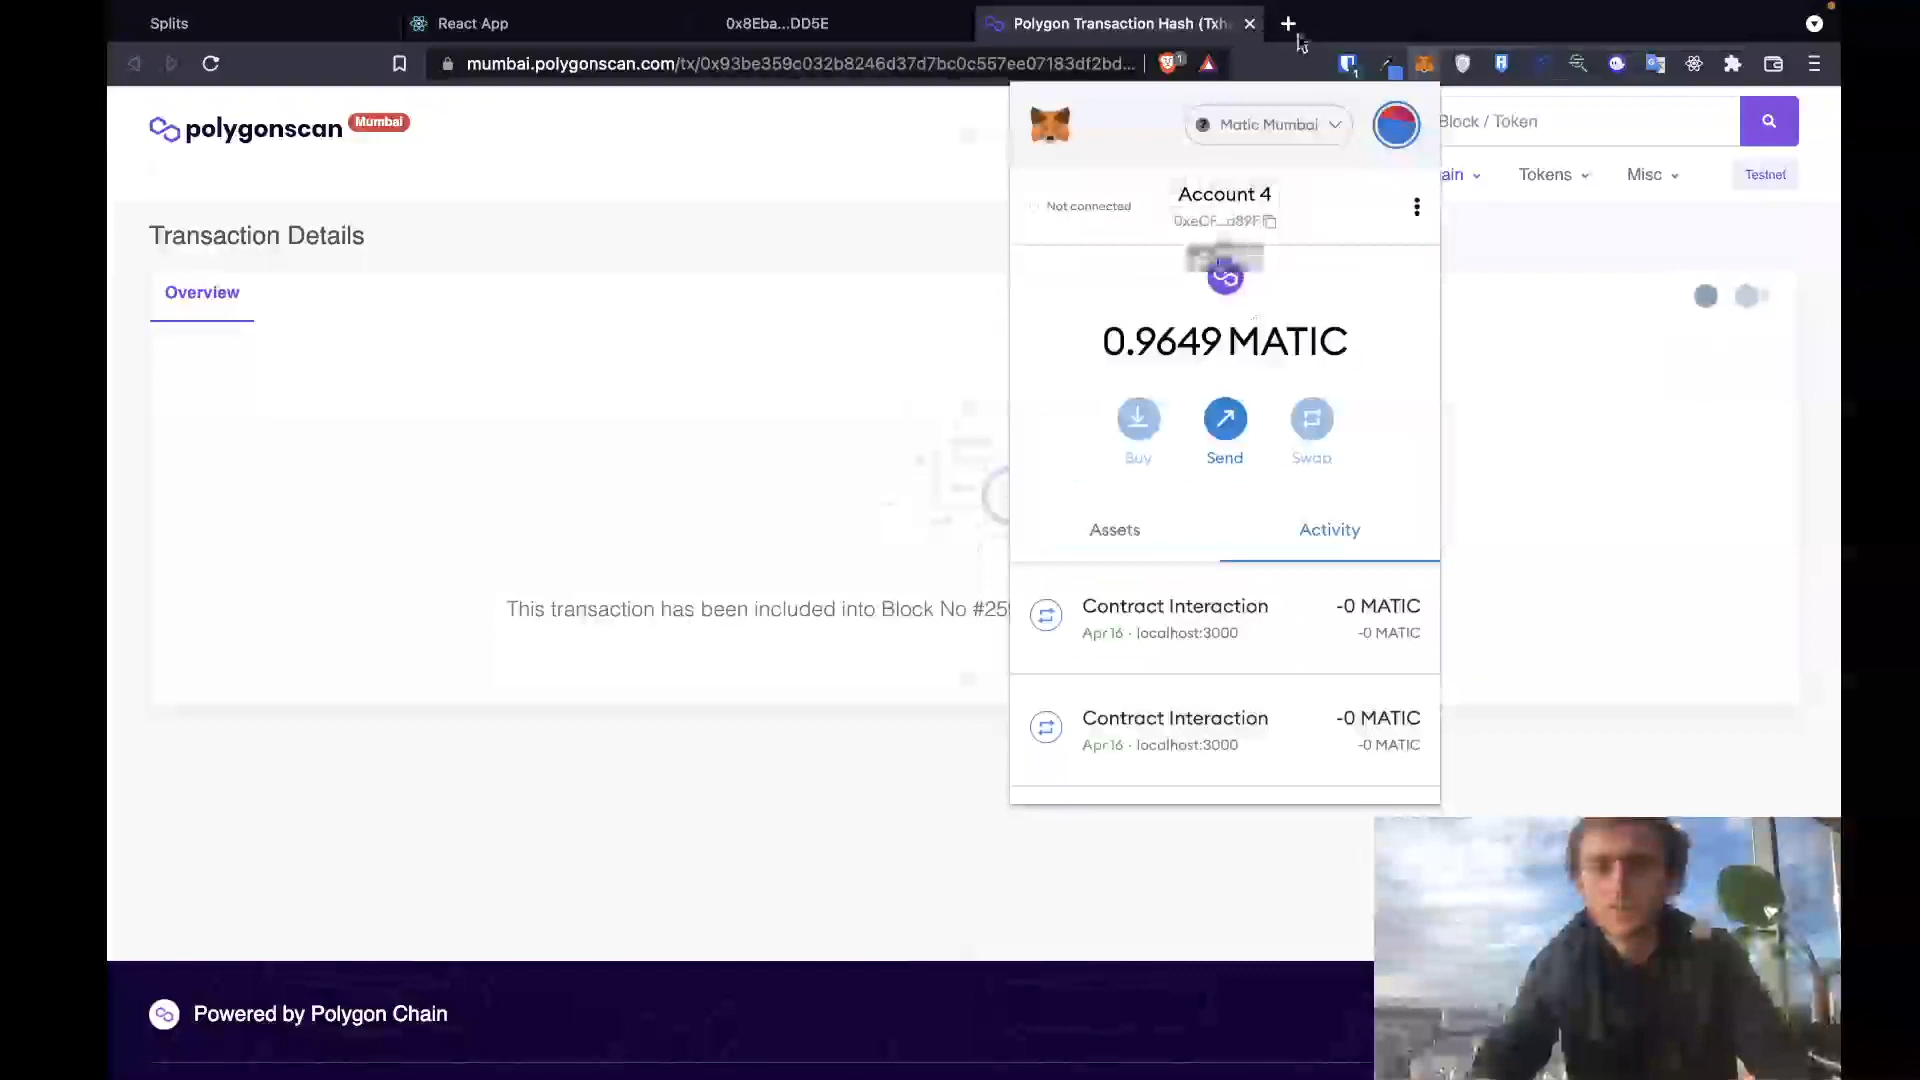 Splits
React App
0x8Eba...DD5E
Polygon Transaction Hash (Txh
mumbai.polygonscan.com/tx/0x93be359c032b8246d37d7bc0c557ee07183df2bd...
1
1
polygonscan Mumbai
Matic Mumbai
Block / Token
ain
Tokens
Misc
Testnet
Not connected
Account 4
Transaction Details
Overview
0.9649 MATIC
Buy
Send
Swap
Assets
Activity
This transaction has been included into Block No #25
Contract Interaction
-0 MATIC
Apr 16 · localhost:3000
-0 MATIC
Contract Interaction
-0 MATIC
Apr 16 · localhost:3000
-0 MATIC
Powered by Polygon Chain